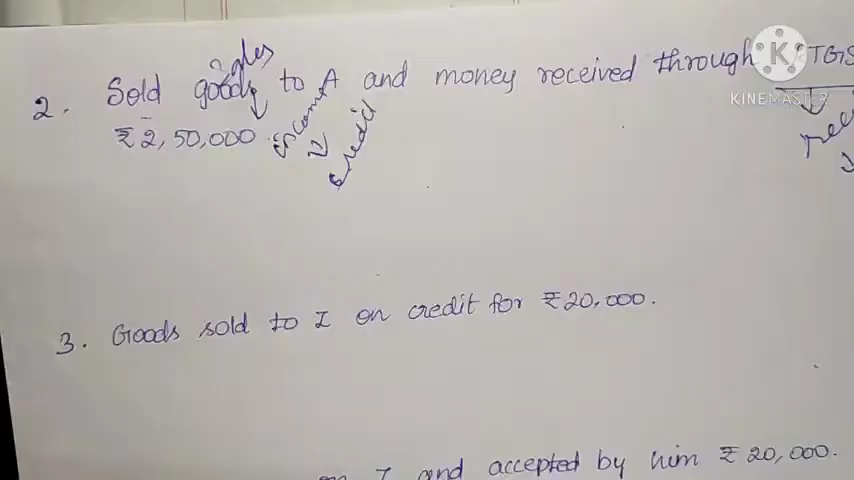 Sales
2. Sold goods to A and money received through RTGS
₹ 2,50,000
income
credit
KINEMASTER
3. Goods sold to I on credit for ₹20,000.
on I and accepted by him ₹ 20,000.